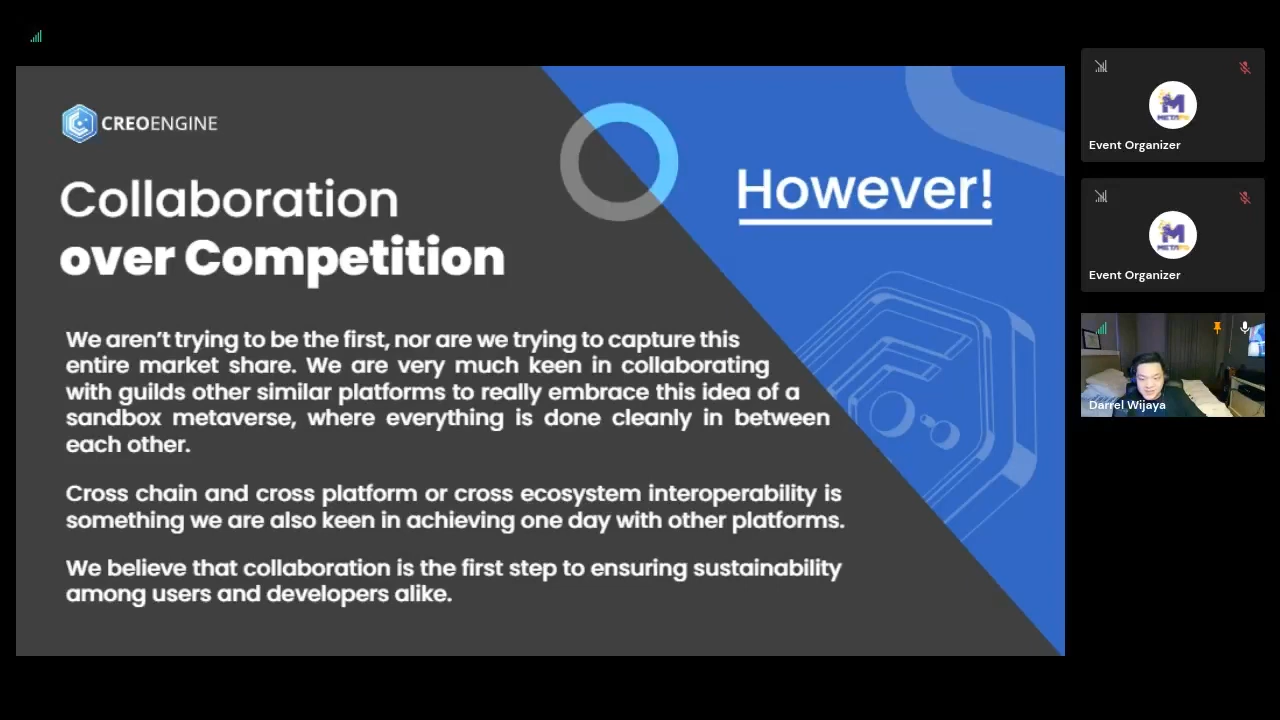 CREOENGINE
Collaboration
over Competition
However!
We aren't trying to be the first, nor are we trying to capture this
entire market share. We are very much keen in collaborating
with guilds other similar platforms to really embrace this idea of a
sandbox metaverse, where everything is done cleanly in between
each other.
Cross chain and cross platform or cross ecosystem interoperability is
something we are also keen in achieving one day with other platforms.
We believe that collaboration is the first step to ensuring sustainability
among users and developers alike.
Event Organizer
Event Organizer
Darrel Wijaya